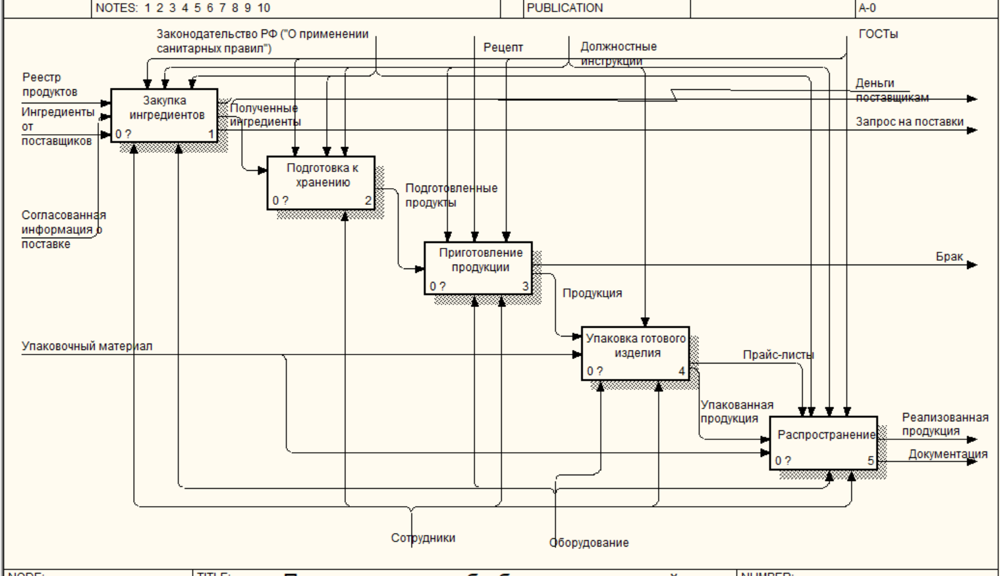 NOTES: 1 2 3 4 5 6 7 8 9 10
PUBLICATION
A-0
Законодательство РФ ("О применении
санитарных правил")
Рецепт
Должностные
инструкции
ГОСТы
Реестр
продуктов
Ингредиенты
от
поставщиков
Закупка
ингредиентов
0 ?
1
Полученные
ингредиенты
Деньги
поставщикам
Запрос на поставки
Подготовка к
хранению
0 ?
2
Подготовленные
продукты
Согласованная
информация о
поставке
Приготовление
продукции
0 ?
3
Брак
Продукция
Упаковочный материал
Упаковка готового
изделия
0 ?
4
Прайс-листы
Упакованная
продукция
Распространение
0 ?
5
Реализованная
продукция
Документация
Сотрудники
Оборудование
NODE:
TITLE:
NUMBER: